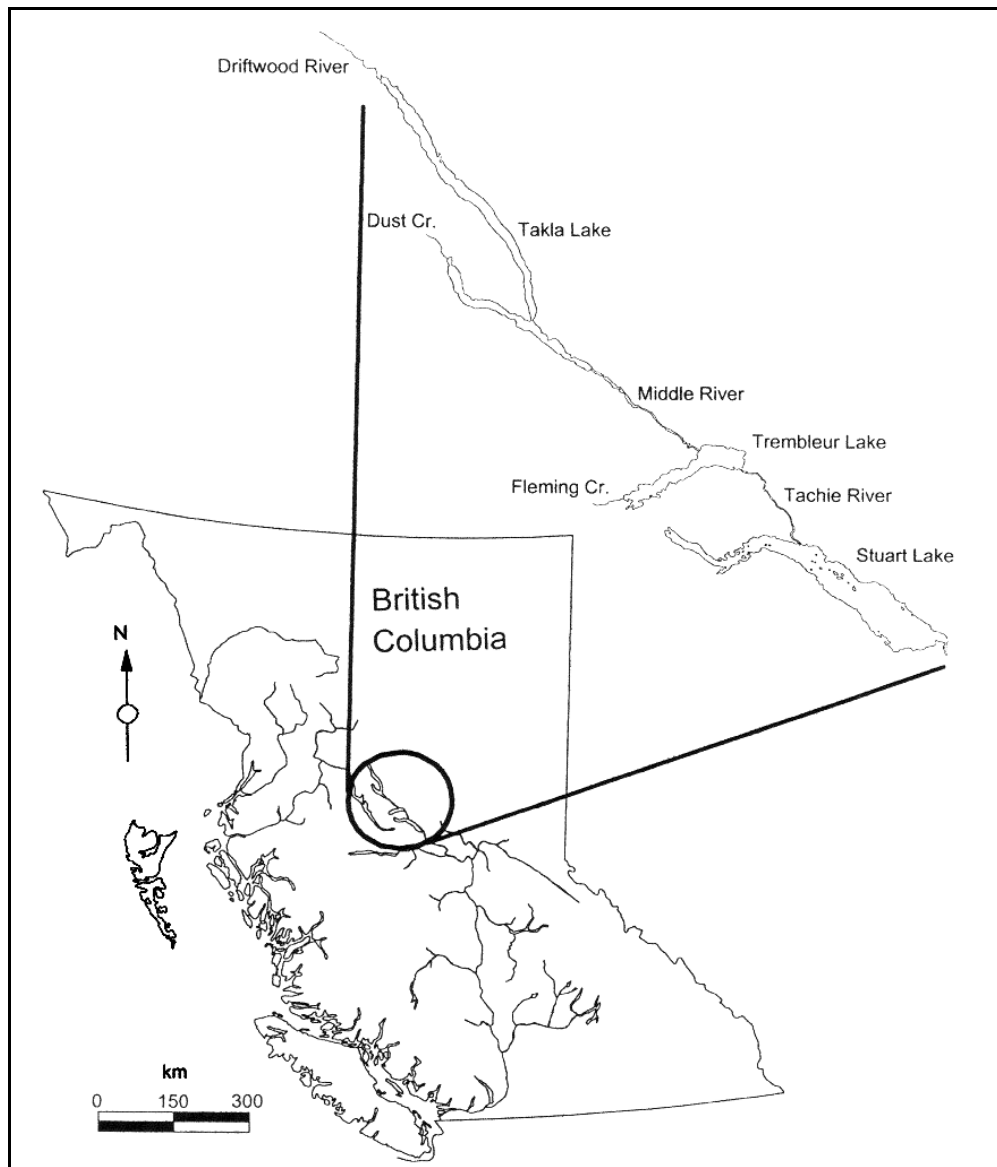 Driftwood River
Dust Cr.
Takla Lake
Middle River
Trembleur Lake
Fleming Cr.
Tachie River
Stuart Lake
British
Columbia
N
km
0 150 300